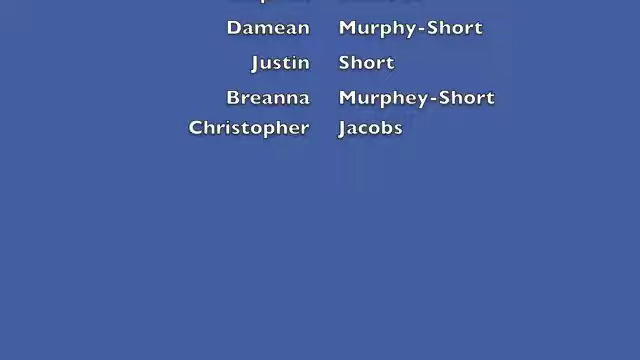 Damean Murphy-Short
Justin Short
Breanna Murphey-Short
Christopher Jacobs